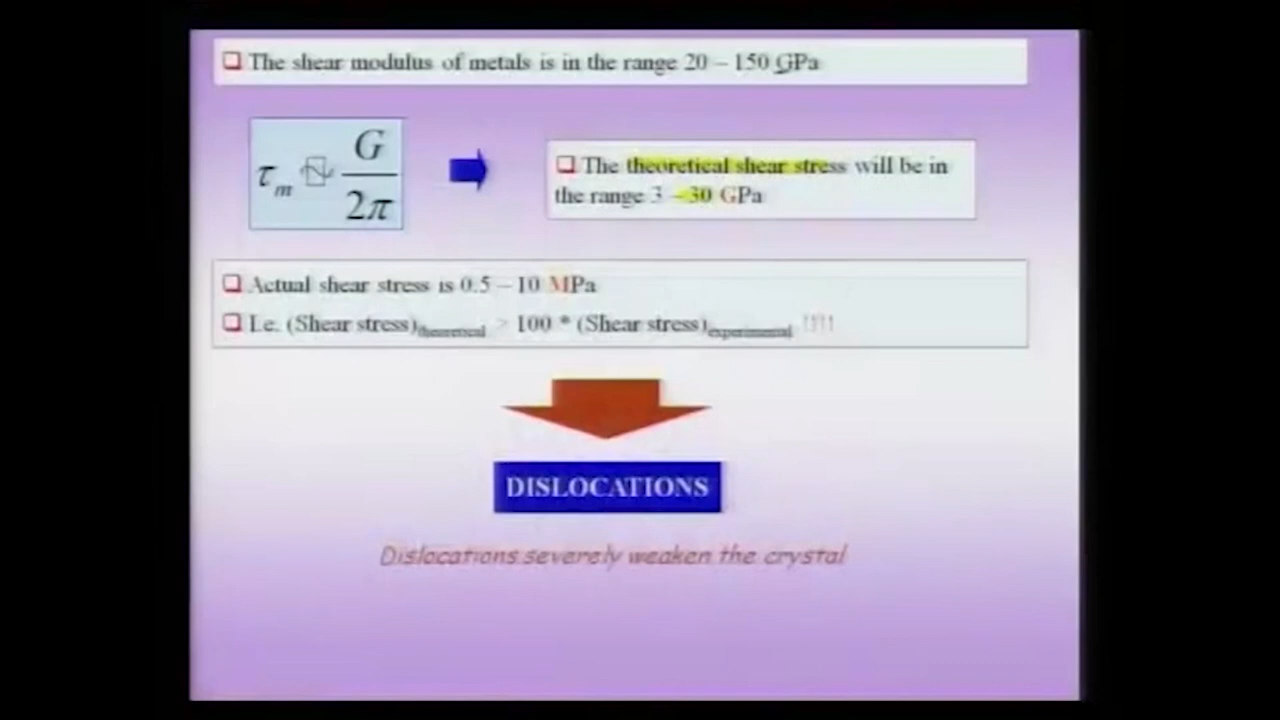 ❑ The shear modulus of metals is in the range 20 – 150 GPa
τm ~ G/2π
❑ The theoretical shear stress will be in
the range 3 – 30 GPa
❑ Actual shear stress is 0.5 – 10 MPa
❑ I.e. (Shear stress)theoretical > 100 * (Shear stress)experimental !!!!
DISLOCATIONS
Dislocations severely weaken the crystal